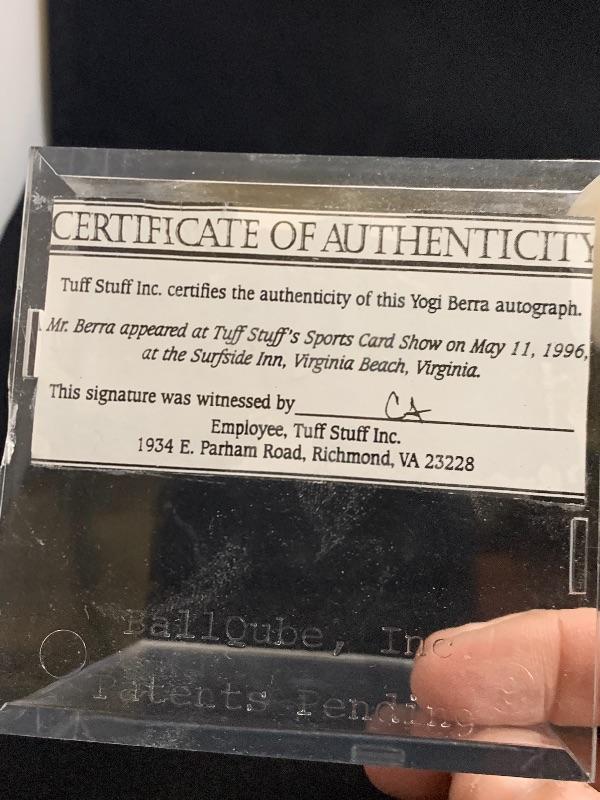 CERTIFICATE OF AUTHENTICITY
Tuff Stuff Inc. certifies the authenticity of this Yogi Berra autograph.
Mr. Berra appeared at Tuff Stuff's Sports Card Show on May 11, 1996,
at the Surfside Inn, Virginia Beach, Virginia.
This signature was witnessed by CA
Employee, Tuff Stuff Inc.
1934 E. Parham Road, Richmond, VA 23228
BallQube, Inc
Patents Pending